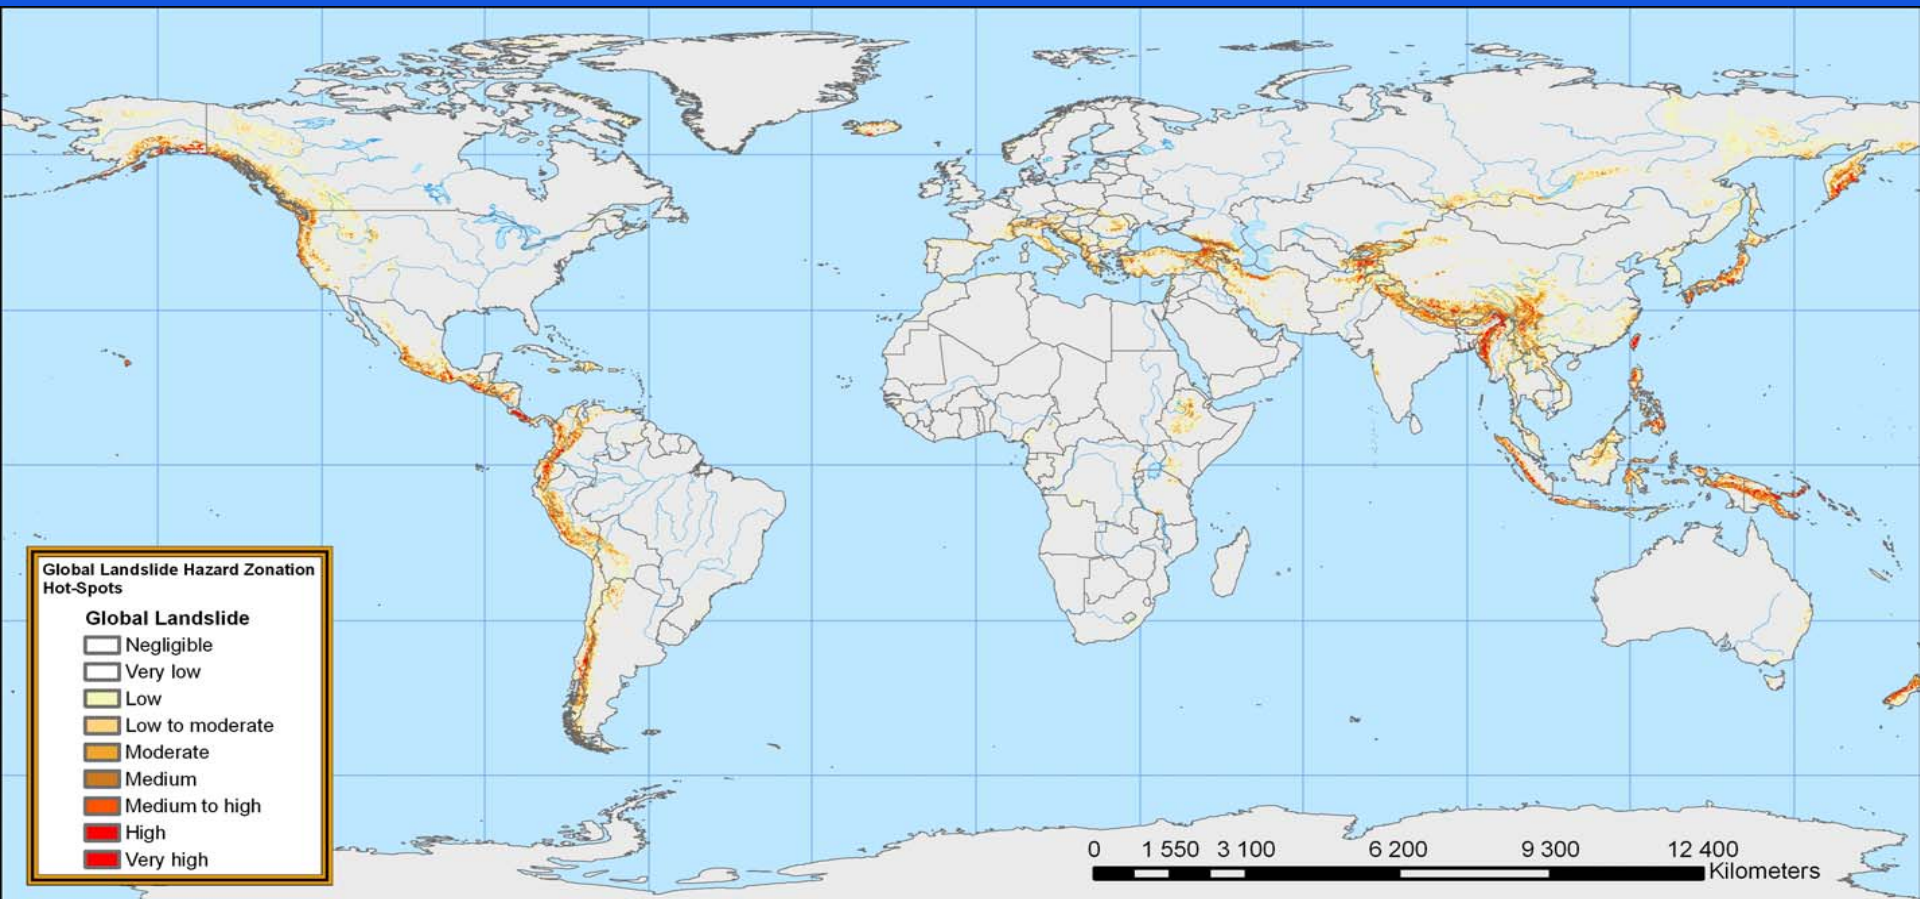 Global Landslide Hazard Zonation
Hot-Spots
Global Landslide
Negligible
Very low
Low
Low to moderate
Moderate
Medium
Medium to high
High
Very high
0 1 550 3 100 6 200 9 300 12 400
Kilometers